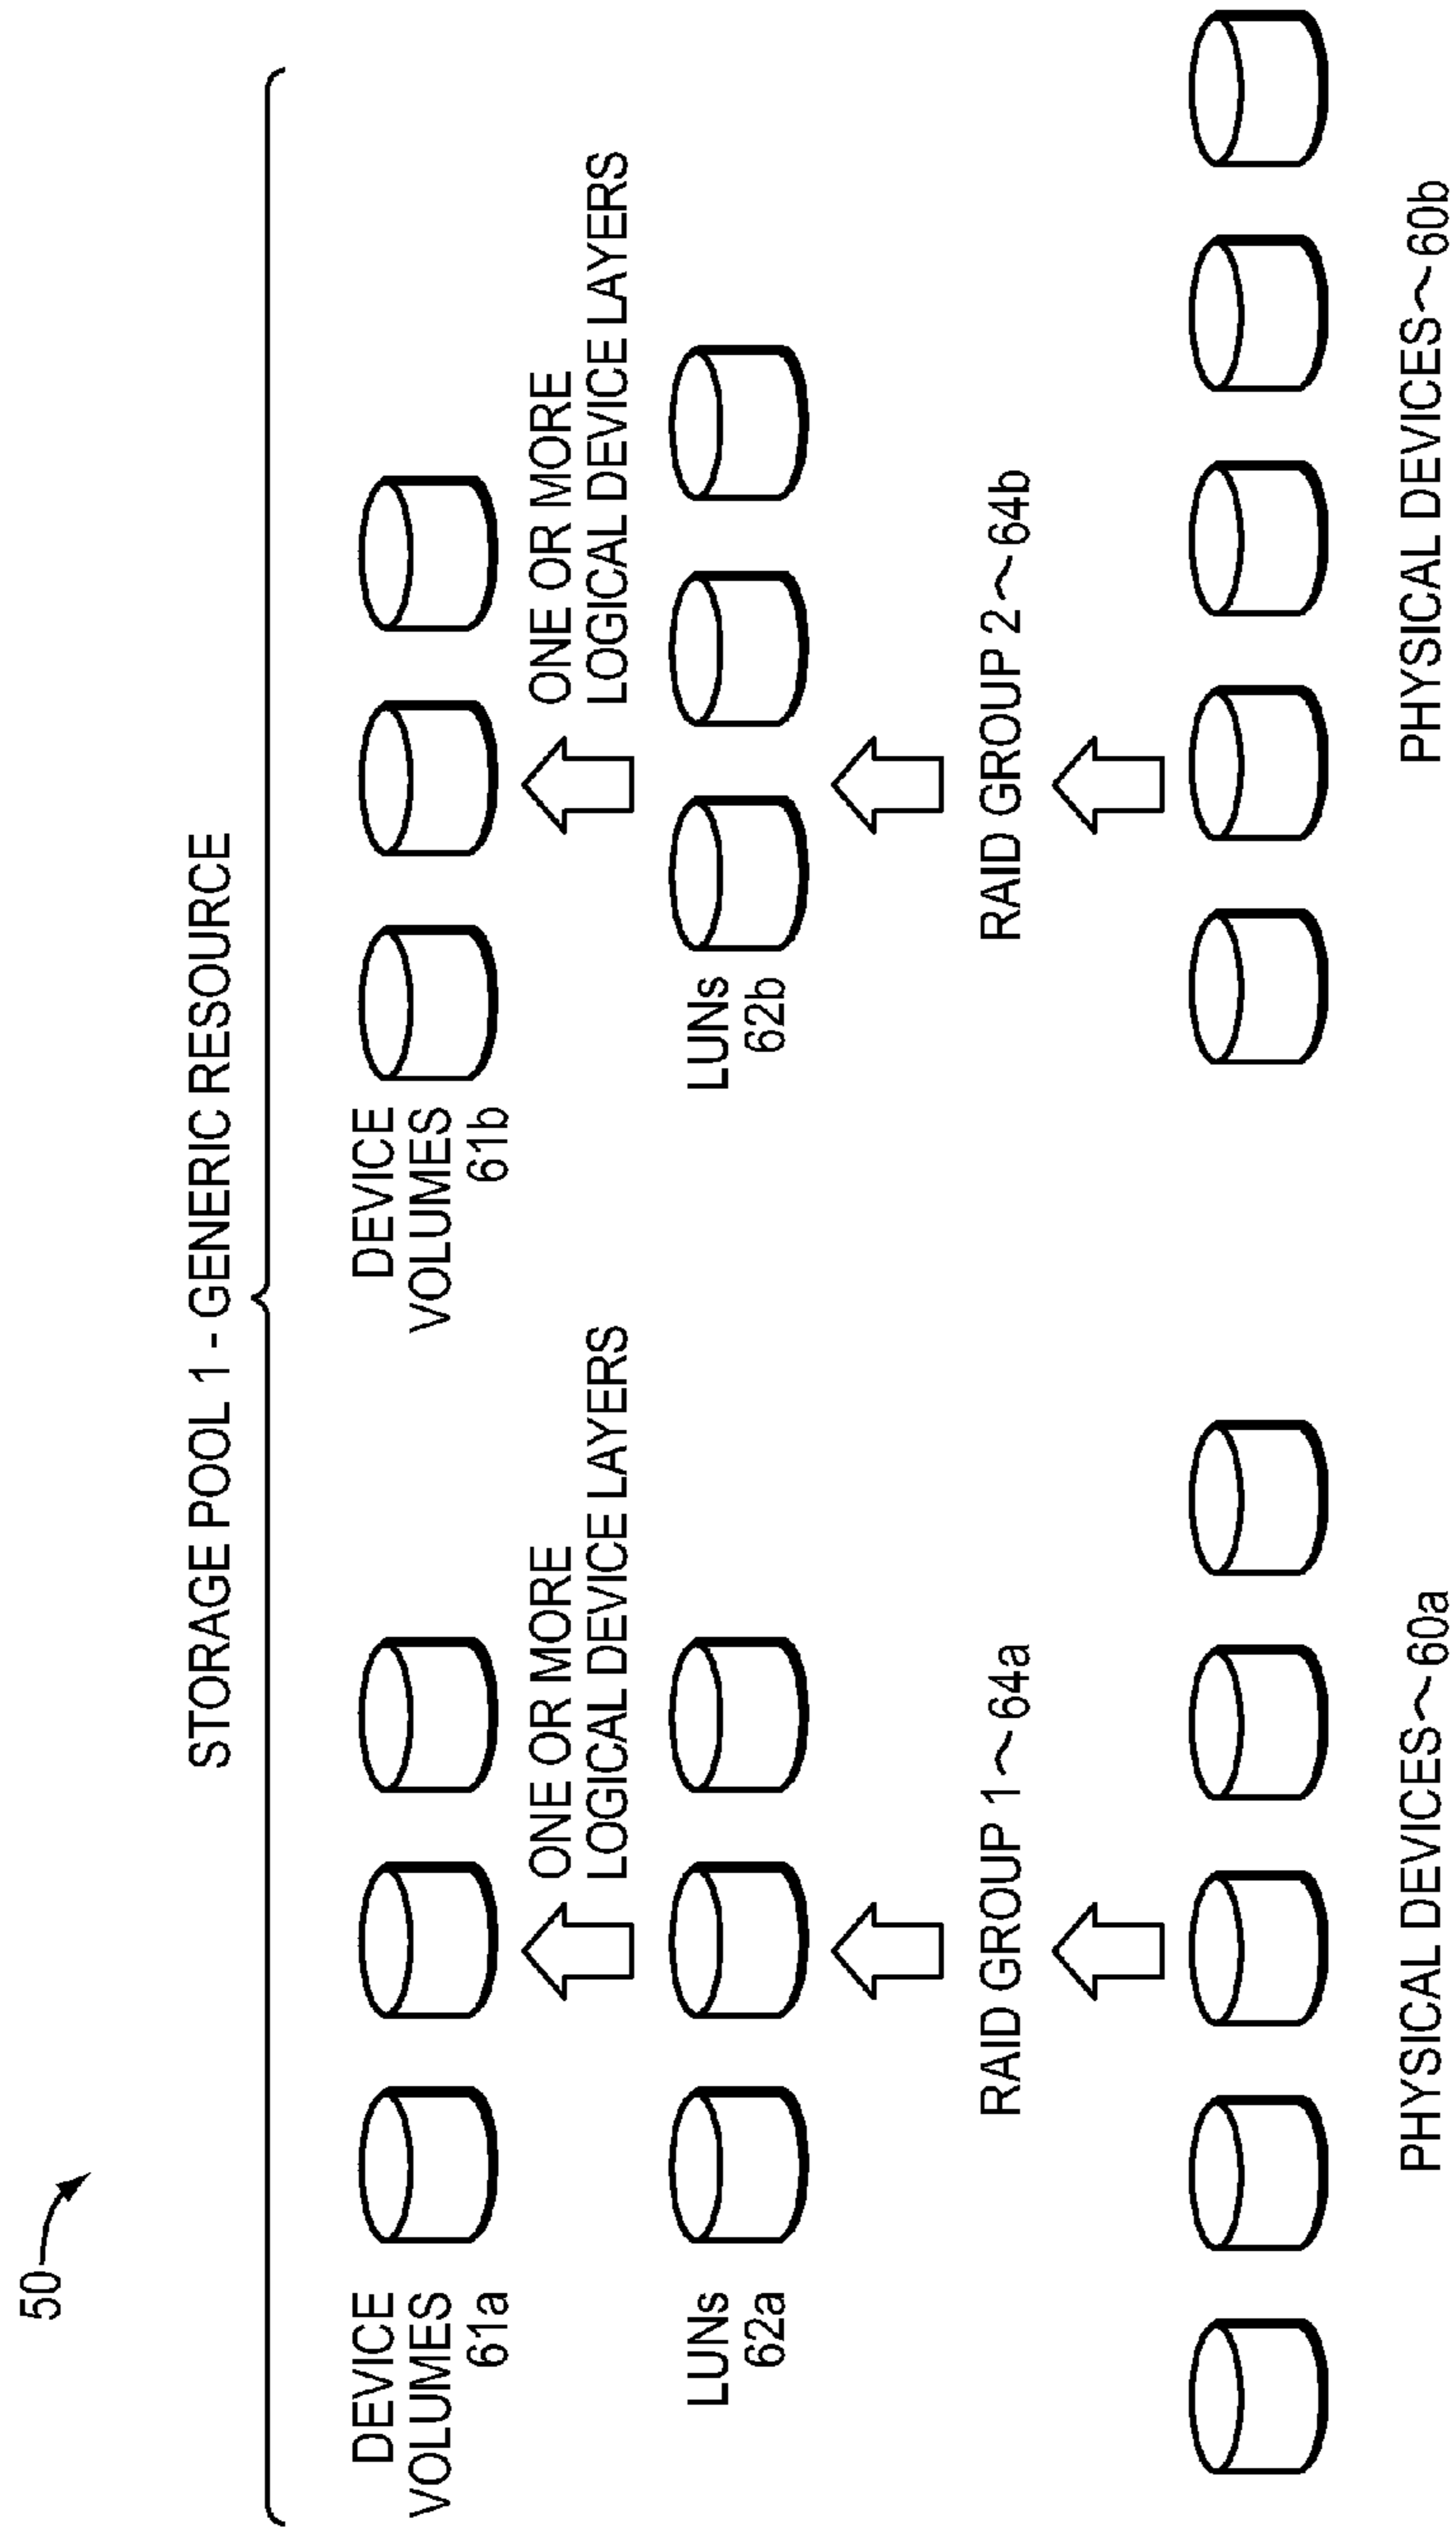 50
STORAGE POOL 1 - GENERIC RESOURCE
DEVICE
VOLUMES
61a
DEVICE
VOLUMES
61b
ONE OR MORE
LOGICAL DEVICE LAYERS
ONE OR MORE
LOGICAL DEVICE LAYERS
LUNs
62a
LUNs
62b
RAID GROUP 1~64a
RAID GROUP 2~64b
PHYSICAL DEVICES~60a
PHYSICAL DEVICES~60b